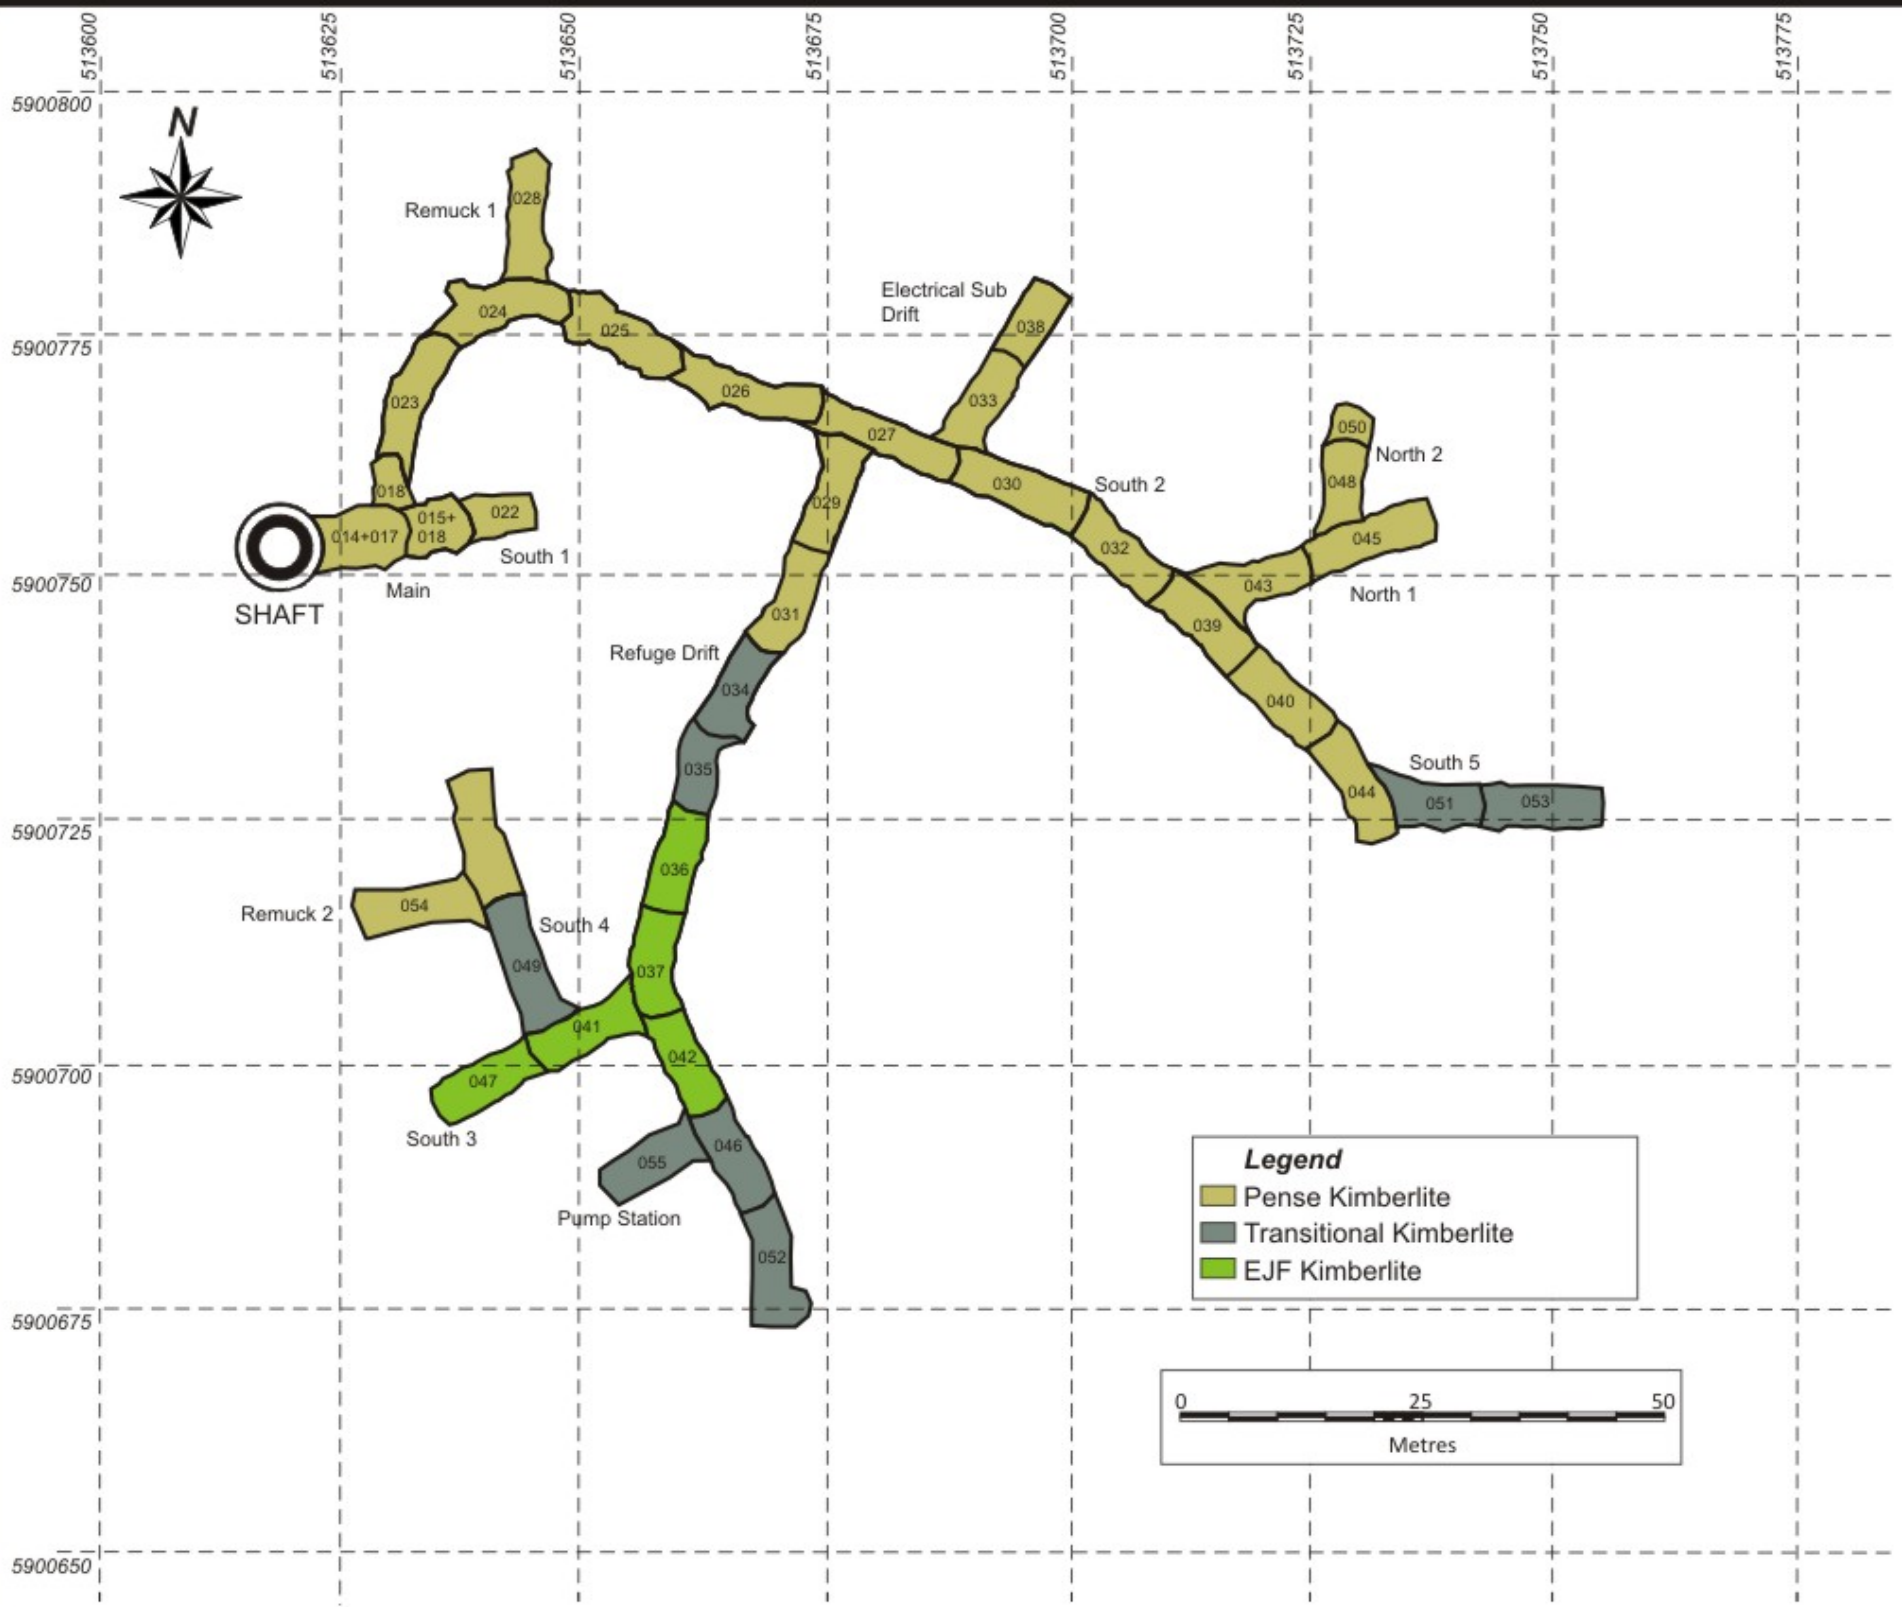 513600
513625
513650
513675
513700
513725
513750
513775
5900800
N
028
Remuck 1
Electrical Sub
Drift
024
025
038
5900775
026
033
023
027
050
North 2
018
030
South 2
048
029
015+
018
022
014+017
045
032
South 1
5900750
043
Main
North 1
SHAFT
031
039
Refuge Drift
034
040
035
South 5
044
051
053
5900725
036
054
Remuck 2
South 4
049
037
041
042
5900700
047
South 3
046
055
Pump Station
052
Legend
Pense Kimberlite
Transitional Kimberlite
EJF Kimberlite
5900675
0 25 50
Metres
5900650